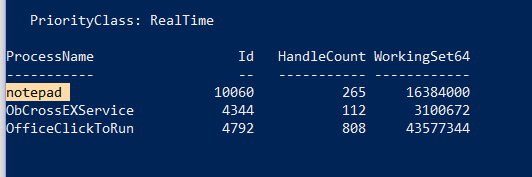 PriorityClass: RealTime
ProcessName Id HandleCount WorkingSet64
----------- -- ----------- ------------
notepad 10060 265 16384000
ObCrossEXService 4344 112 3100672
OfficeClickToRun 4792 808 43577344